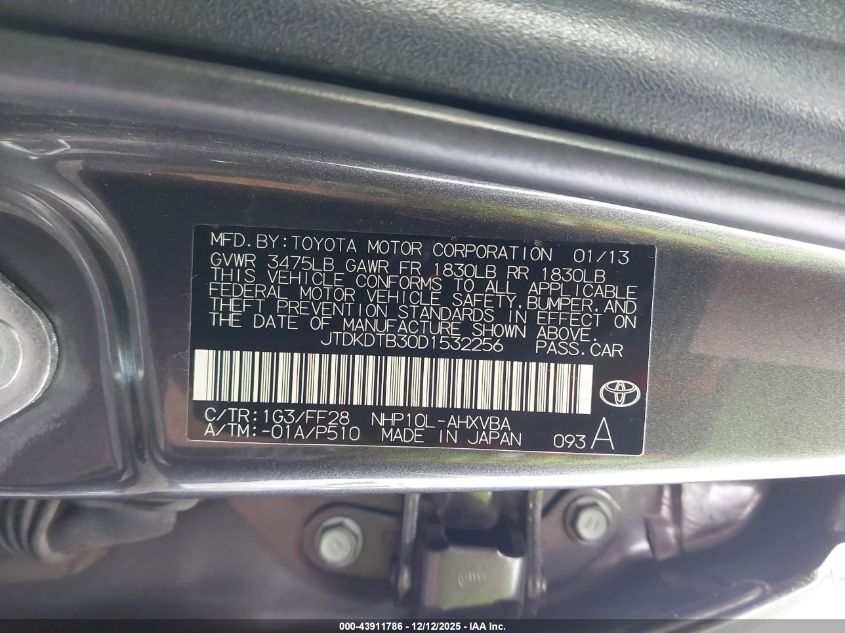 MFD. BY: TOYOTA MOTOR CORPORATION 01/13
GVWR 3475LB GAWR FR 1830LB RR 1830LB
THIS VEHICLE CONFORMS TO ALL APPLICABLE
FEDERAL MOTOR VEHICLE SAFETY, BUMPER, AND
THEFT PREVENTION STANDARDS IN EFFECT ON
THE DATE OF MANUFACTURE SHOWN ABOVE.
JTDKDTB30D1532256 PASS. CAR
C/TR: 1G3/FF28 NHP10L-AHXVBA
A/TM: -01A/P510 MADE IN JAPAN 093 A
000-43911786 - 12/12/2025 - IAA Inc.